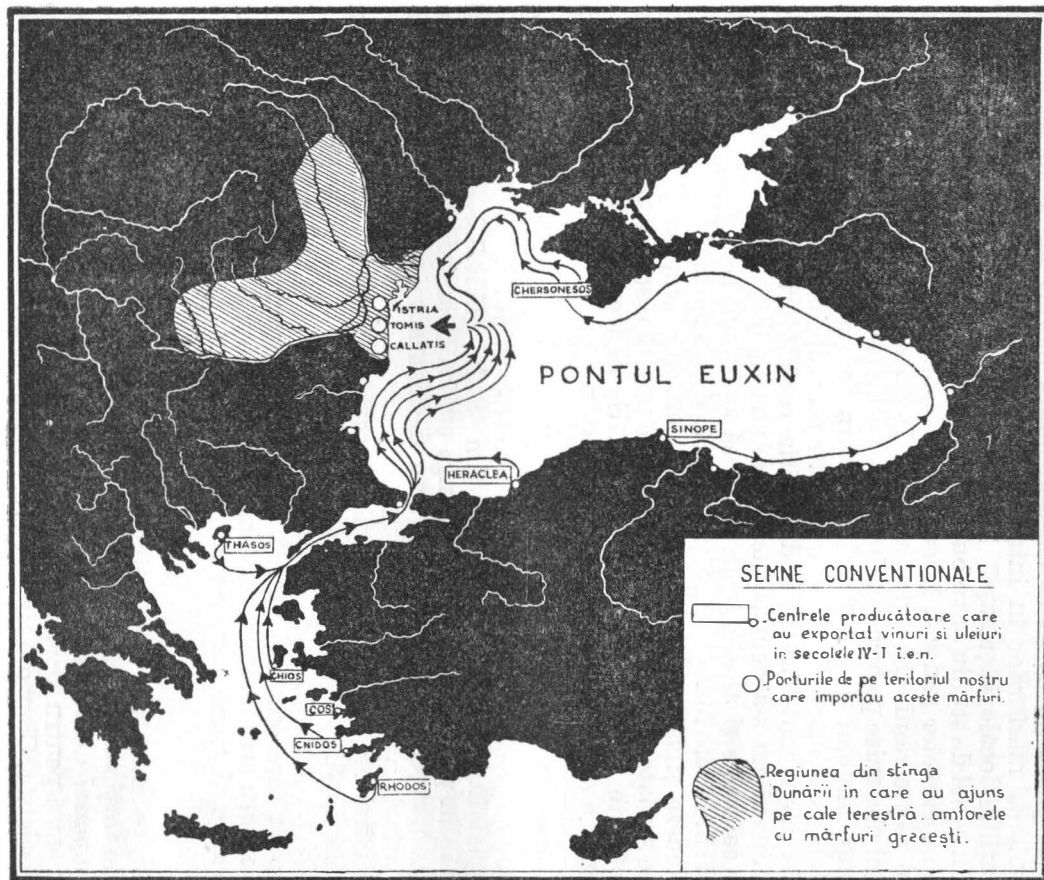 CHERSONESOS
ISTRIA
TOMIS
CALLATIS
PONTUL EUXIN
SINOPE
HERACLEA
THASOS
CHIOS
COS
CNIDOS
RHODOS
SEMNE CONVENTIONALE
Centrele producătoare care
au exportat vinuri si uleiuri
in secolele IV-I î.e.n.
Porturile de pe teritoriul nostru
care importau aceste mărfuri.
Regiunea din stînga
Dunării in care au ajuns
pe cale terestră amforele
cu mărfuri grecești.